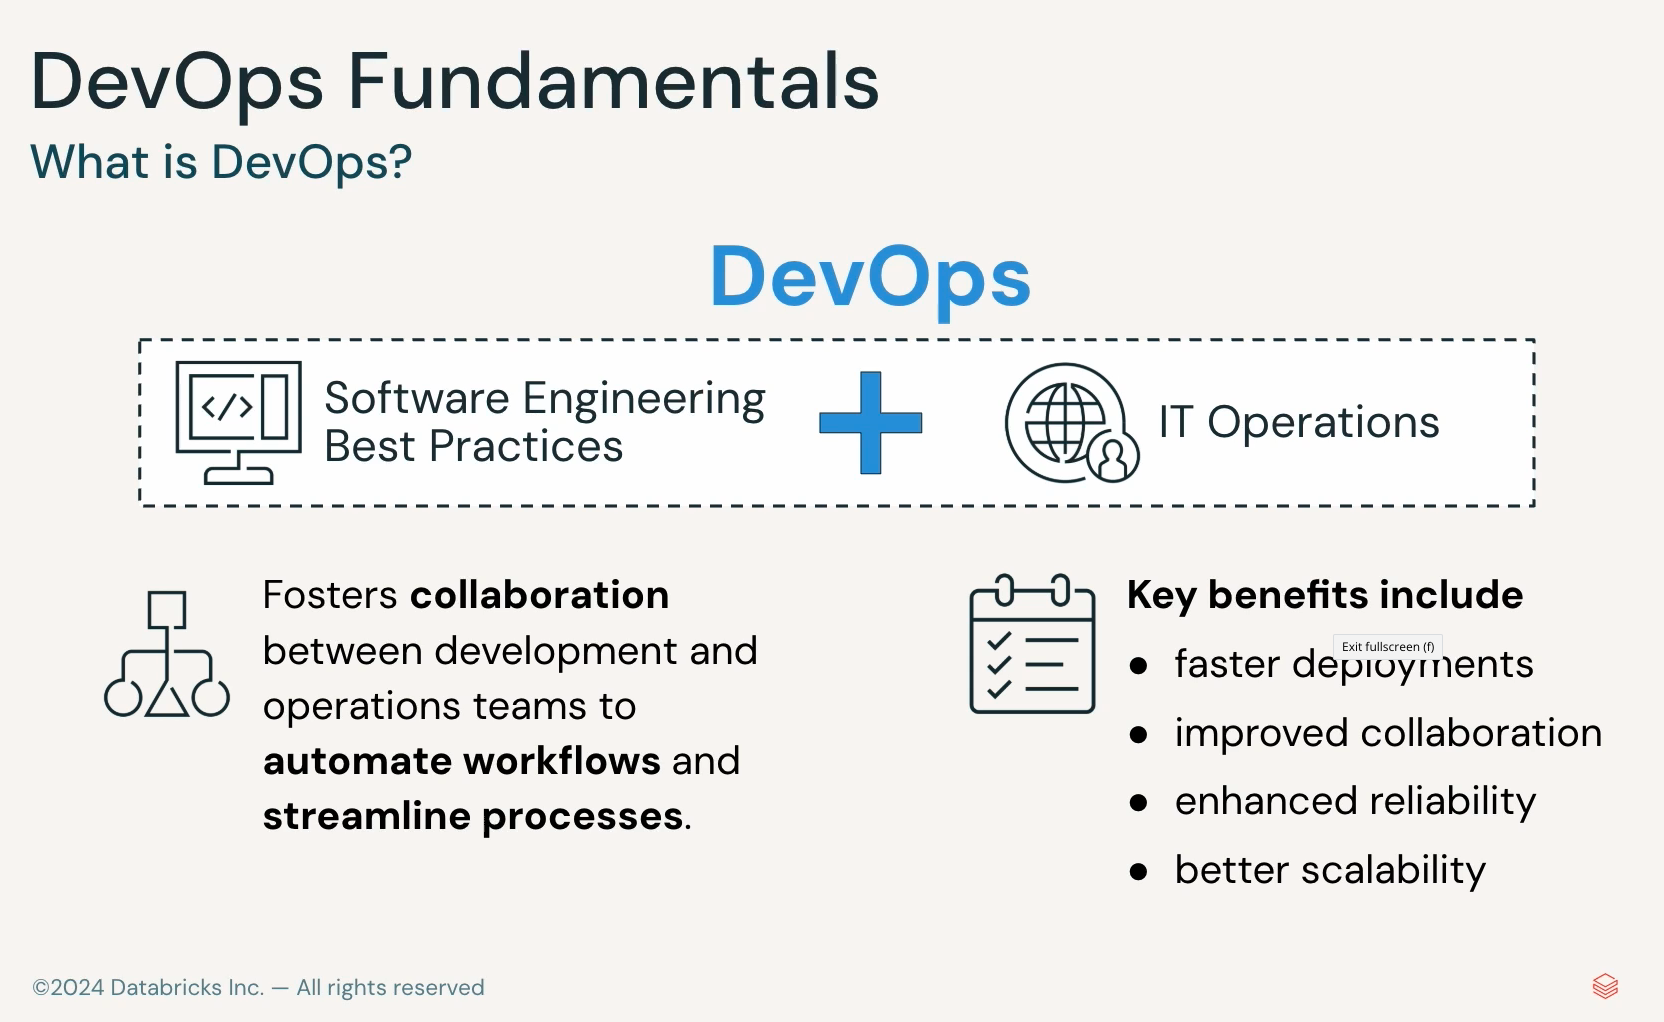 DevOps Fundamentals
What is DevOps?
DevOps
</>
Software Engineering
Best Practices
IT Operations
Fosters collaboration
between development and
operations teams to
automate workflows and
streamline processes.
Key benefits include
Exit fullscreen (f)
● faster deployments
● improved collaboration
● enhanced reliability
● better scalability
©2024 Databricks Inc. — All rights reserved